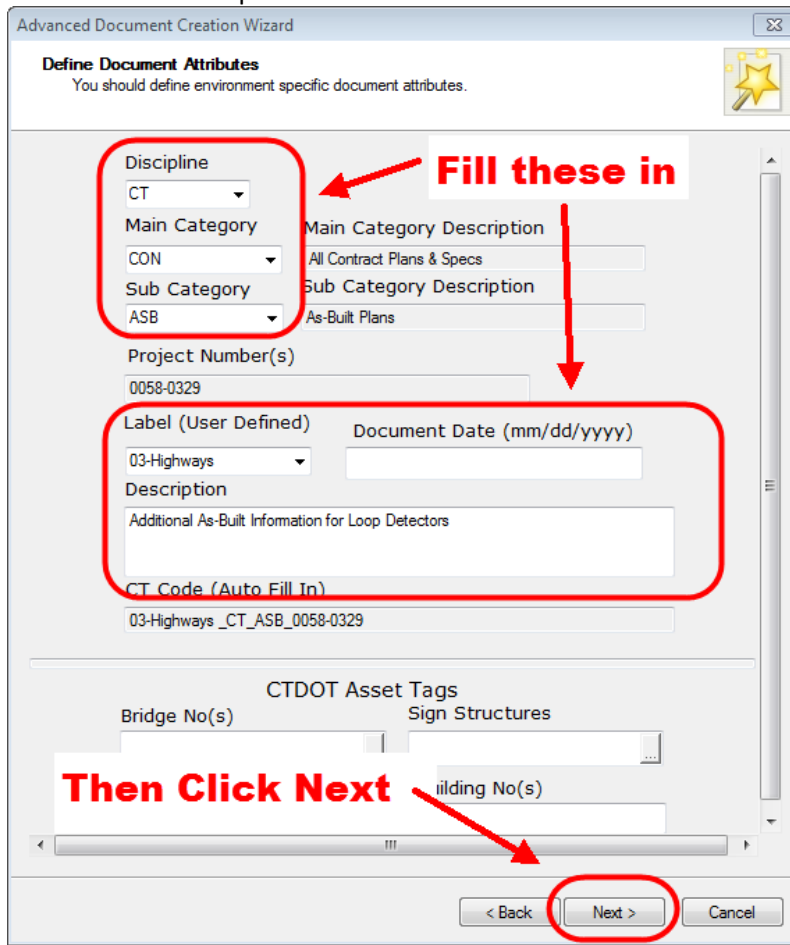 Advanced Document Creation Wizard
Define Document Attributes
You should define environment specific document attributes.
Fill these in
Discipline
CT
Main Category
Main Category Description
CON
All Contract Plans & Specs
Sub Category
Sub Category Description
ASB
As-Built Plans
Project Number(s)
0058-0329
Label (User Defined)
Document Date (mm/dd/yyyy)
03-Highways
Description
Additional As-Built Information for Loop Detectors
CT Code (Auto Fill In)
03-Highways _CT_ASB_0058-0329
CTDOT Asset Tags
Bridge No(s)
Sign Structures
...
Then Click Next
uilding No(s)
< Back
Next >
Cancel